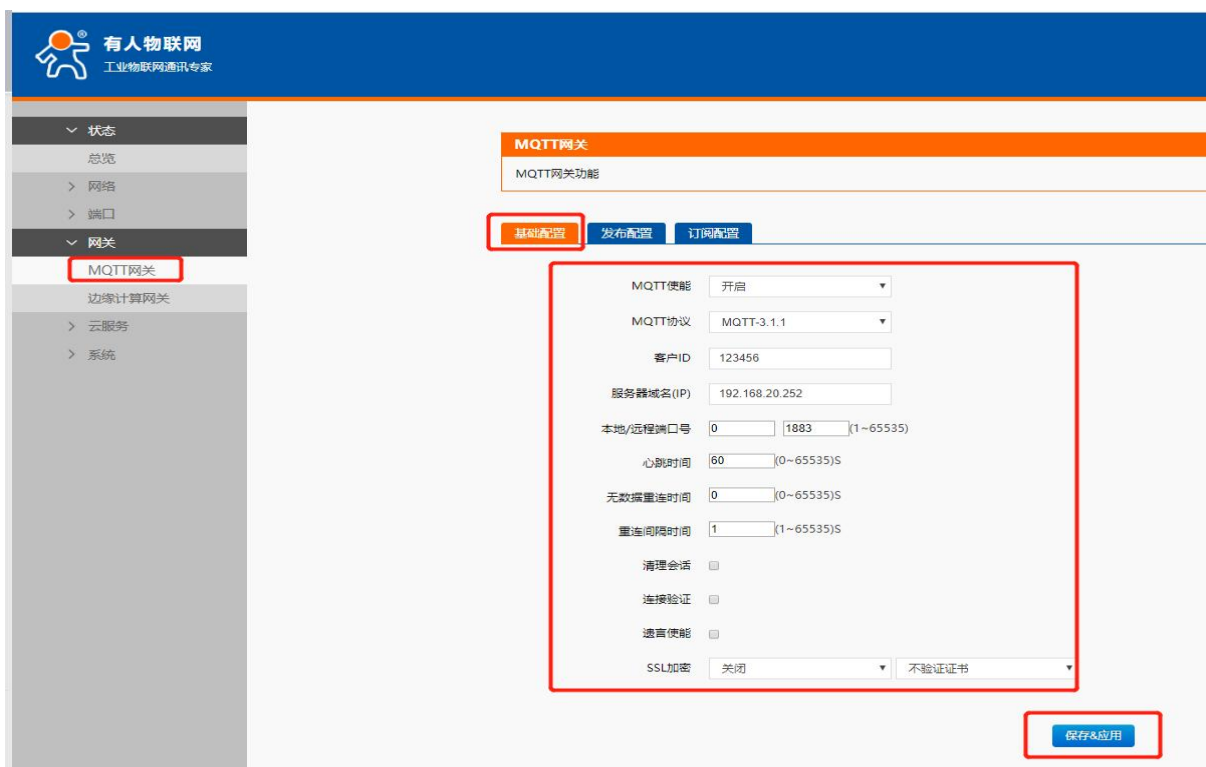 有人物联网
工业物联网通讯专家
状态
总览
网络
端口
网关
MQTT网关
边缘计算网关
云服务
系统
MQTT网关
MQTT网关功能
基础配置 发布配置 订阅配置
MQTT使能 开启
MQTT协议 MQTT-3.1.1
客户ID 123456
服务器域名(IP) 192.168.20.252
本地/远程端口号 0 1883 (1~65535)
心跳时间 60 (0~65535)S
无数据重连时间 0 (0~65535)S
重连间隔时间 1 (1~65535)S
清理会话
连接验证
遗言使能
SSL加密 关闭 不验证证书
保存&应用